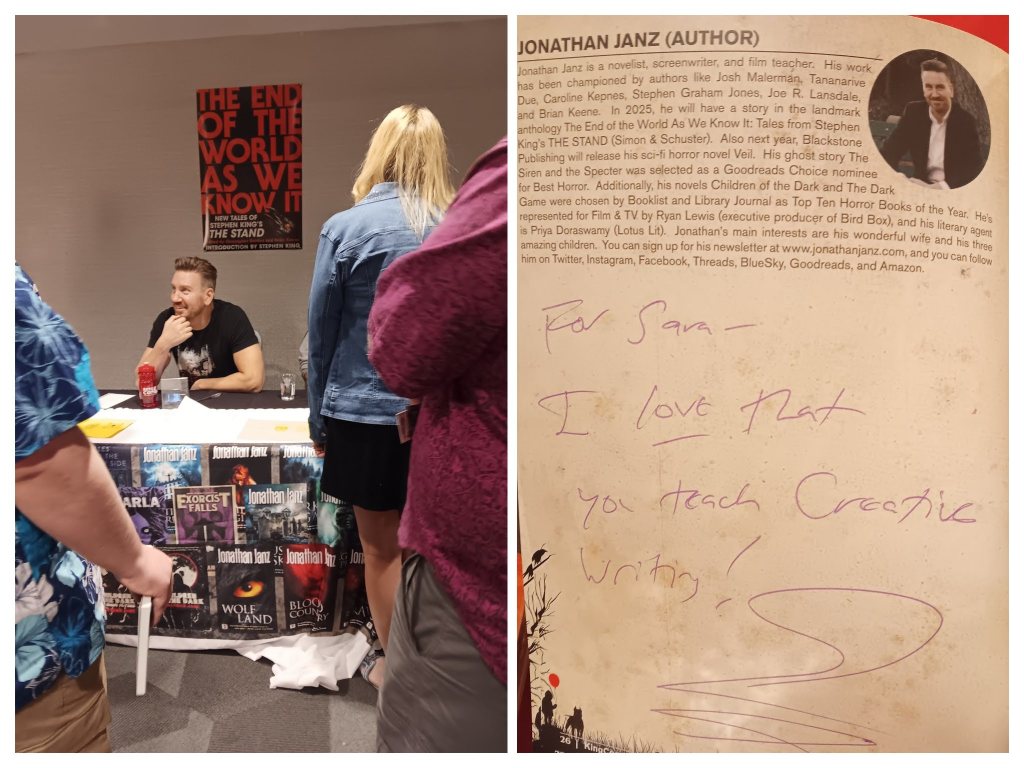 THE END
OF THE
WORLD
AS WE
KNOW IT
NEW TALES OF
STEPHEN KING'S
THE STAND
INTRODUCTION BY STEPHEN KING
Jonathan Janz
Jonathan Janz
EXORCIST
FALLS
Jonathan Janz
Jonathan Janz
WOLF
LAND
Jonathan Janz
BLOOD
COUNTRY
JONATHAN JANZ (AUTHOR)
Jonathan Janz is a novelist, screenwriter, and film teacher. His work
has been championed by authors like Josh Malerman, Tananarive
Due, Caroline Kepnes, Stephen Graham Jones, Joe R. Lansdale,
and Brian Keene. In 2025, he will have a story in the landmark
anthology The End of the World As We Know It: Tales from Stephen
King's THE STAND (Simon & Schuster). Also next year, Blackstone
Publishing will release his sci-fi horror novel Veil. His ghost story The
Siren and the Specter was selected as a Goodreads Choice nominee
for Best Horror. Additionally, his novels Children of the Dark and The Dark
Game were chosen by Booklist and Library Journal as Top Ten Horror Books of the Year. He's
represented for Film & TV by Ryan Lewis (executive producer of Bird Box), and his literary agent
is Priya Doraswamy (Lotus Lit). Jonathan's main interests are his wonderful wife and his three
amazing children. You can sign up for his newsletter at www.jonathanjanz.com, and you can follow
him on Twitter, Instagram, Facebook, Threads, BlueSky, Goodreads, and Amazon.
For Sara—
I love that
you teach Creative
Writing!
26 |